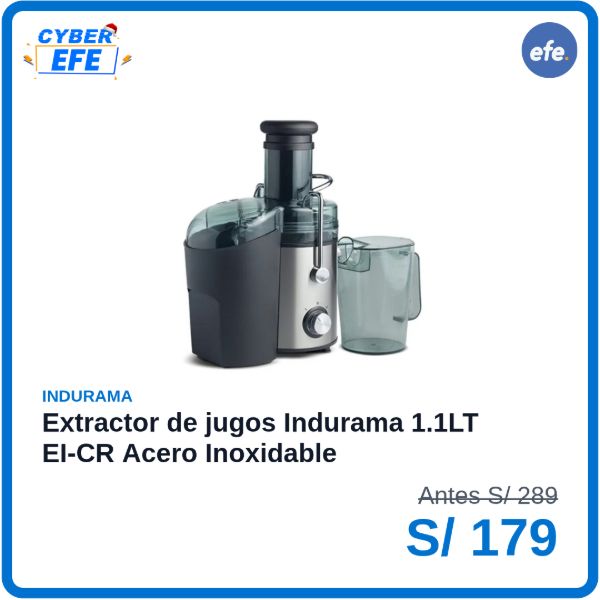 CYBER
EFE
efe.
INDURAMA
Extractor de jugos Indurama 1.1LT
EI-CR Acero Inoxidable
Antes S/ 289
S/ 179